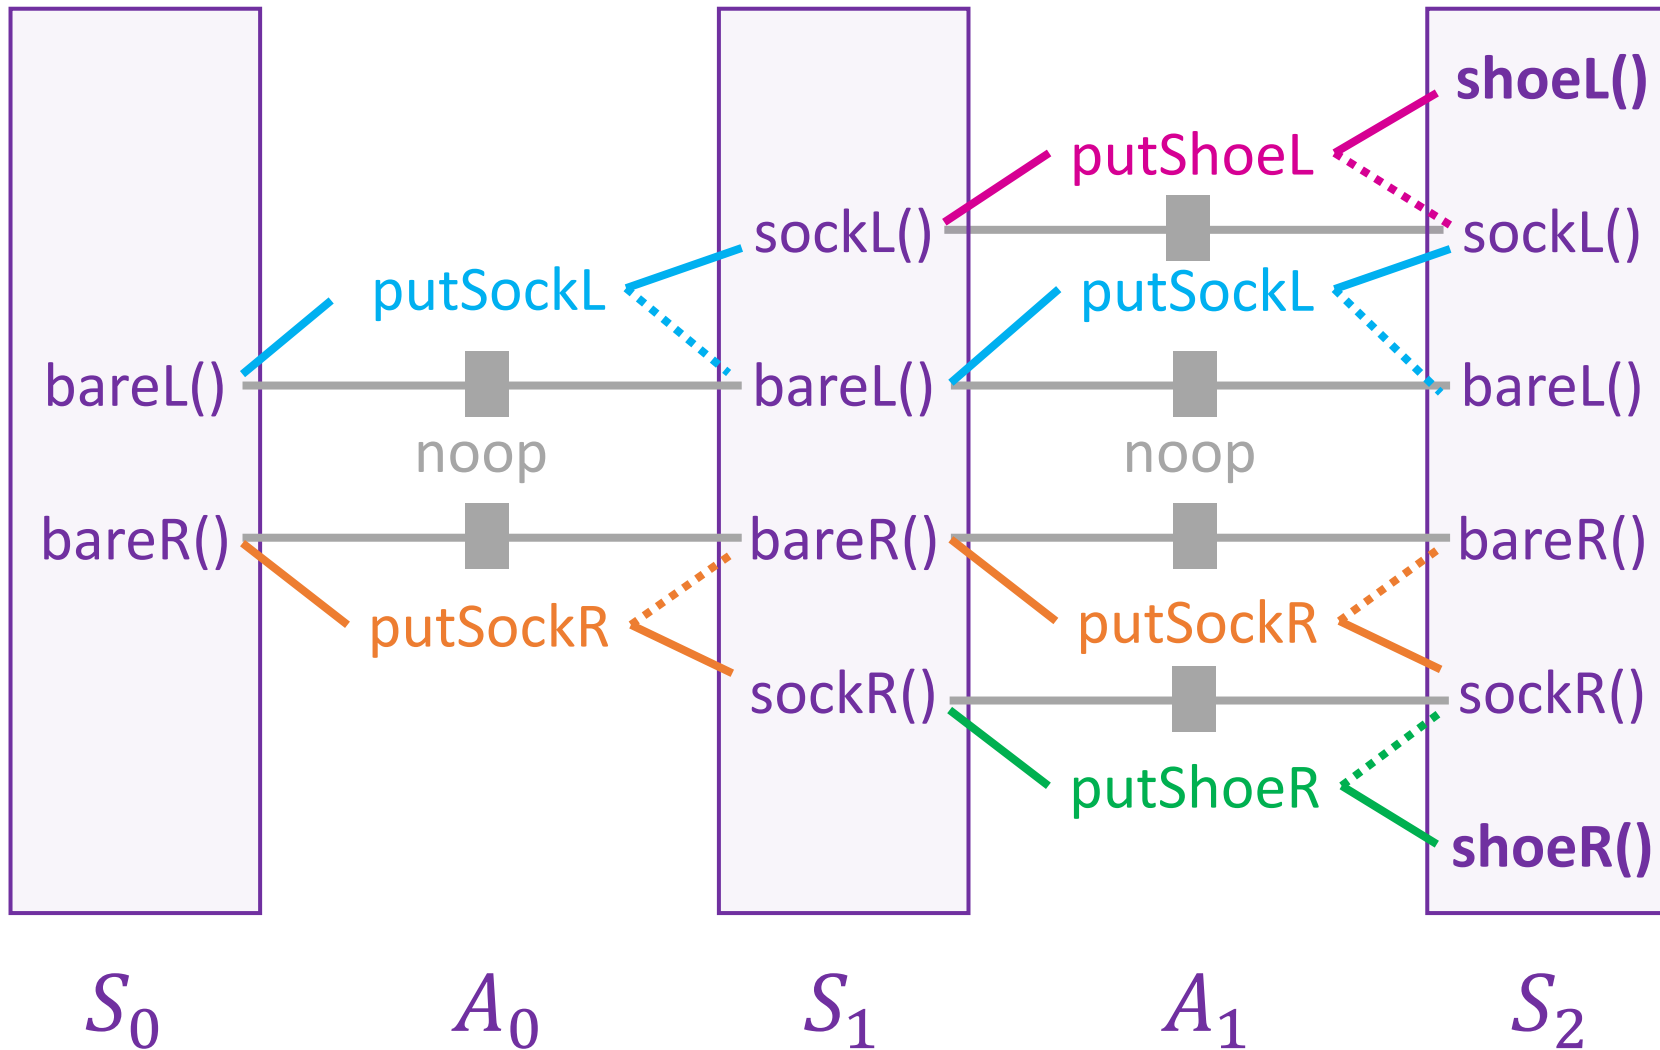 shoeL()
putShoeL
sockL() sockL()
putSockL putSockL
bareL() bareL() bareL()
noop noop
bareR() bareR() bareR()
putSockR putSockR
sockR() sockR()
putShoeR
shoeR()
S₀ A₀ S₁ A₁ S₂